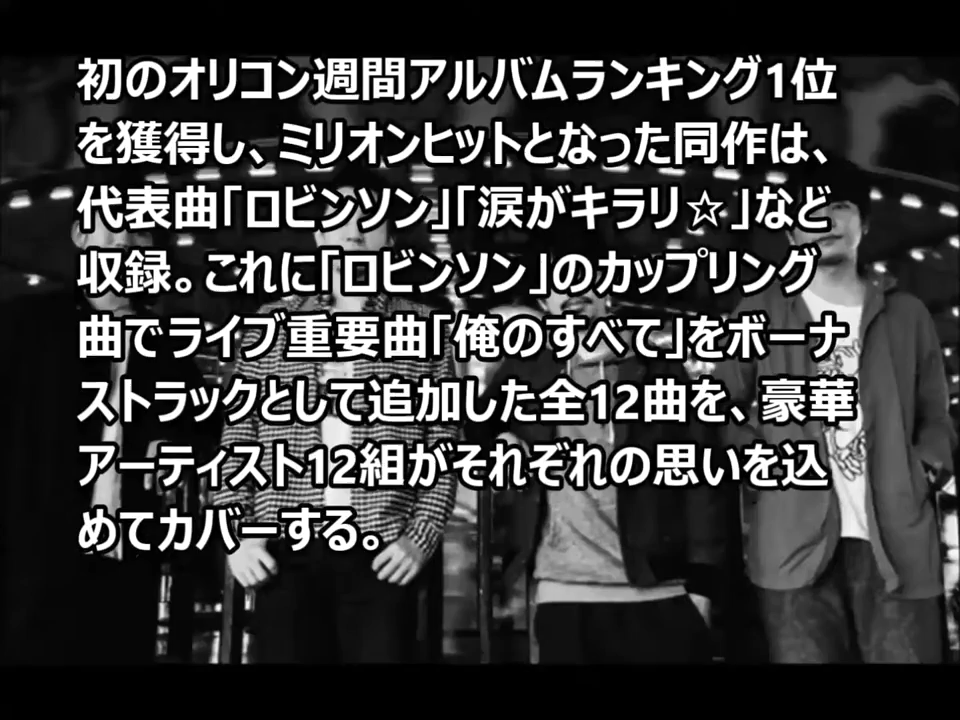 初のオリコン週間アルバムランキング1位
を獲得し、ミリオンヒットとなった同作は、
代表曲「ロビンソン」「涙がキラリ☆」など
収録。これに「ロビンソン」のカップリング
曲でライブ重要曲「俺のすべて」をボーナ
ストラックとして追加した全12曲を、豪華
アーティスト12組がそれぞれの思いを込
めてカバーする。